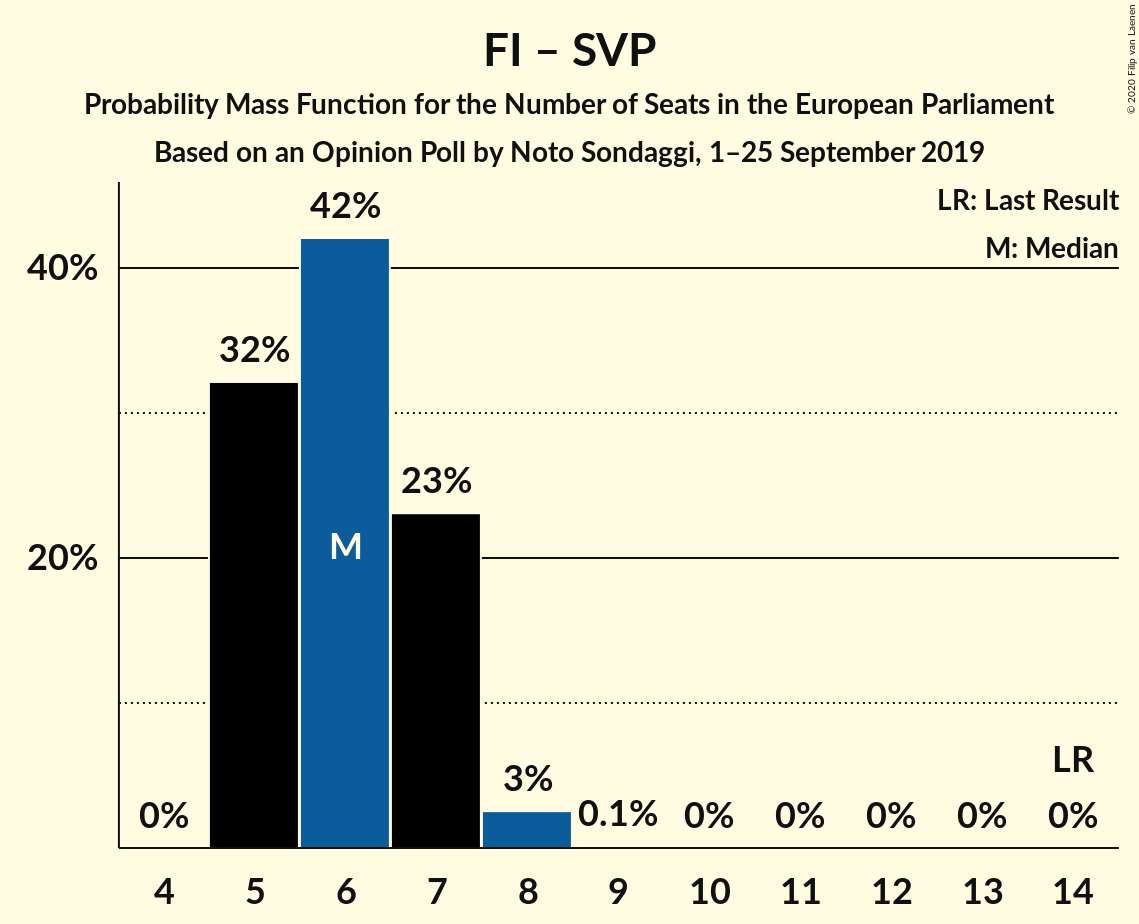 FI – SVP
Probability Mass Function for the Number of Seats in the European Parliament
Based on an Opinion Poll by Noto Sondaggi, 1–25 September 2019
© 2020 Filip van Laenen
LR: Last Result
M: Median
40%
20%
0%
32%
42%
23%
3%
0.1%
0%
0%
0%
0%
0%
M
LR
4 5 6 7 8 9 10 11 12 13 14